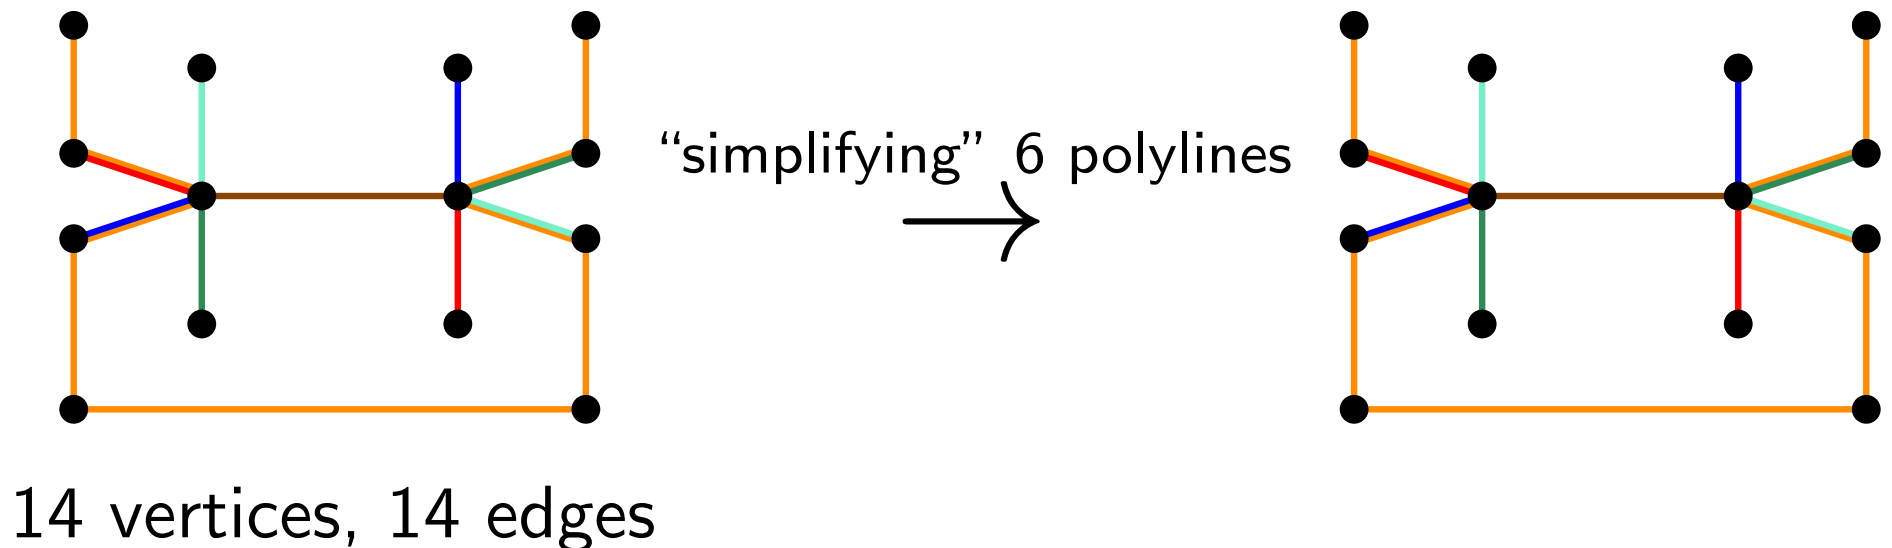 “simplifying” 6 polylines
14 vertices, 14 edges